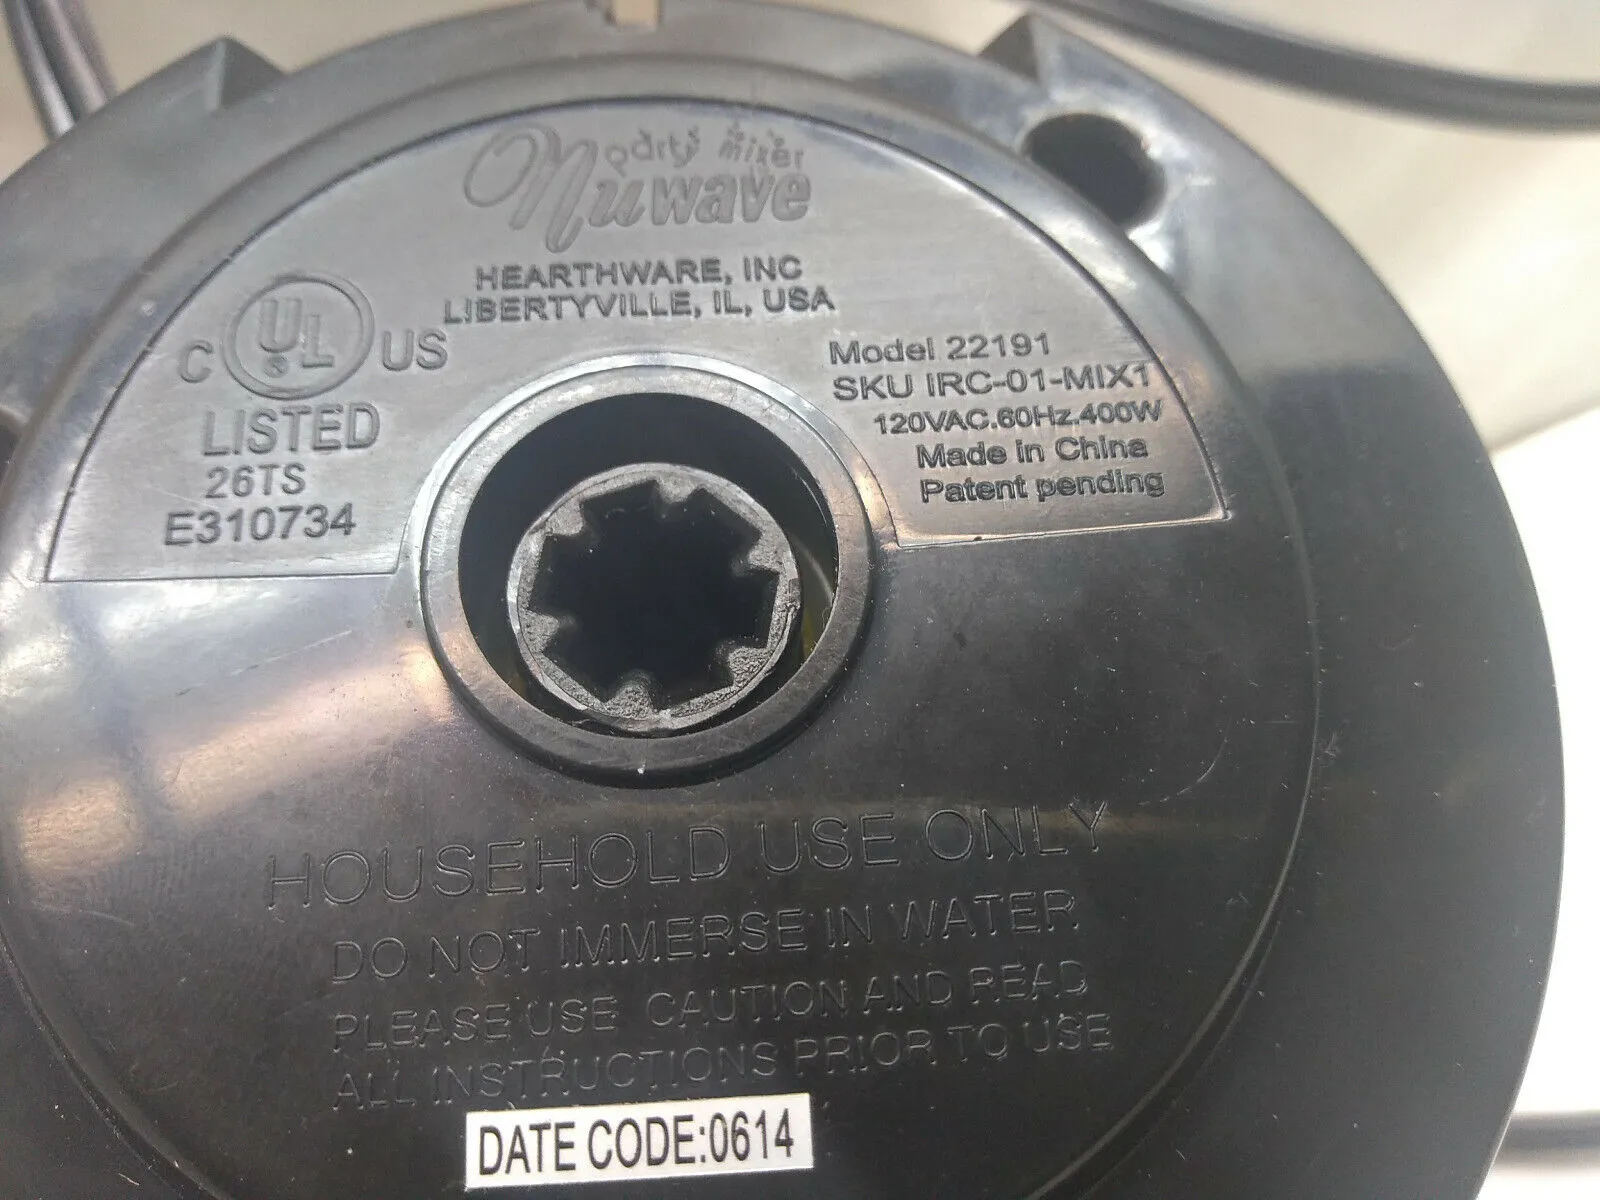 party mixer
Nuwave
HEARTHWARE, INC
LIBERTYVILLE, IL, USA
C UL® US
LISTED
26TS
E310734
Model 22191
SKU IRC-01-MIX1
120VAC.60Hz.400W
Made in China
Patent pending
HOUSEHOLD USE ONLY
DO NOT IMMERSE IN WATER
PLEASE USE CAUTION AND READ
ALL INSTRUCTIONS PRIOR TO USE
DATE CODE:0614